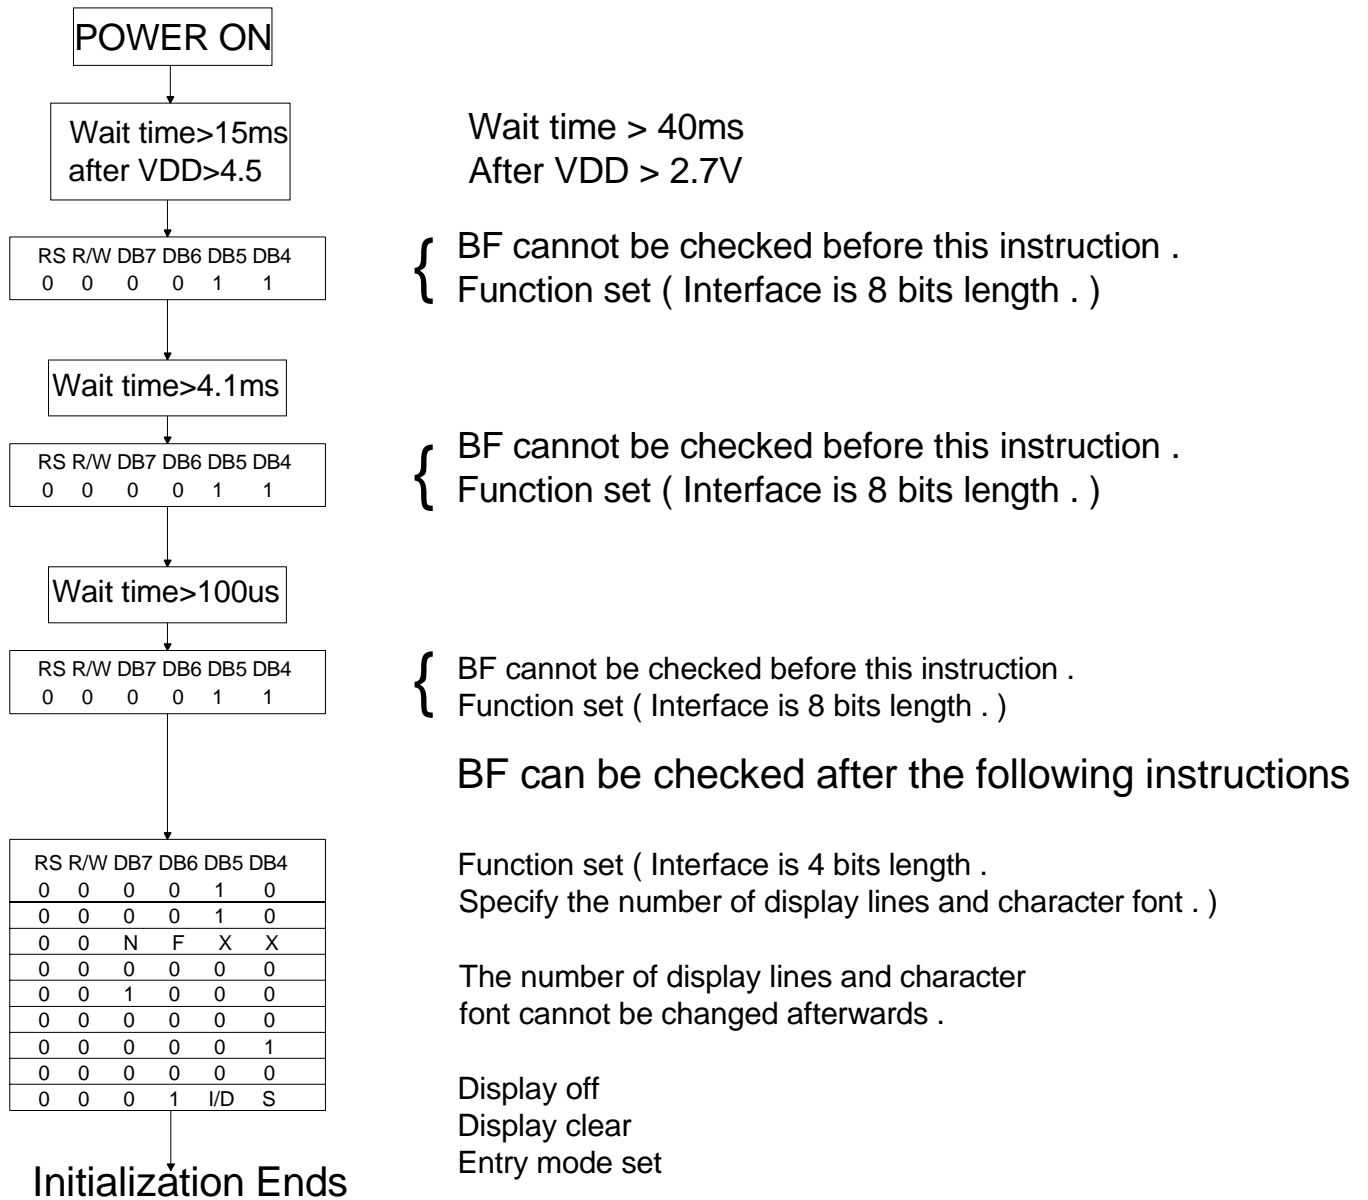 POWER ON
Wait time>15ms
after VDD>4.5
Wait time > 40ms
After VDD > 2.7V
RS R/W DB7 DB6 DB5 DB4
0 0 0 0 1 1
{ BF cannot be checked before this instruction .
Function set ( Interface is 8 bits length . )
Wait time>4.1ms
RS R/W DB7 DB6 DB5 DB4
0 0 0 0 1 1
{ BF cannot be checked before this instruction .
Function set ( Interface is 8 bits length . )
Wait time>100us
RS R/W DB7 DB6 DB5 DB4
0 0 0 0 1 1
{ BF cannot be checked before this instruction .
Function set ( Interface is 8 bits length . )
BF can be checked after the following instructions
RS R/W DB7 DB6 DB5 DB4
0 0 0 0 1 0
0 0 0 0 1 0
0 0 N F X X
0 0 0 0 0 0
0 0 1 0 0 0
0 0 0 0 0 0
0 0 0 0 0 1
0 0 0 0 0 0
0 0 0 1 I/D S
Function set ( Interface is 4 bits length .
Specify the number of display lines and character font . )
The number of display lines and character
font cannot be changed afterwards .
Display off
Display clear
Entry mode set
Initialization Ends